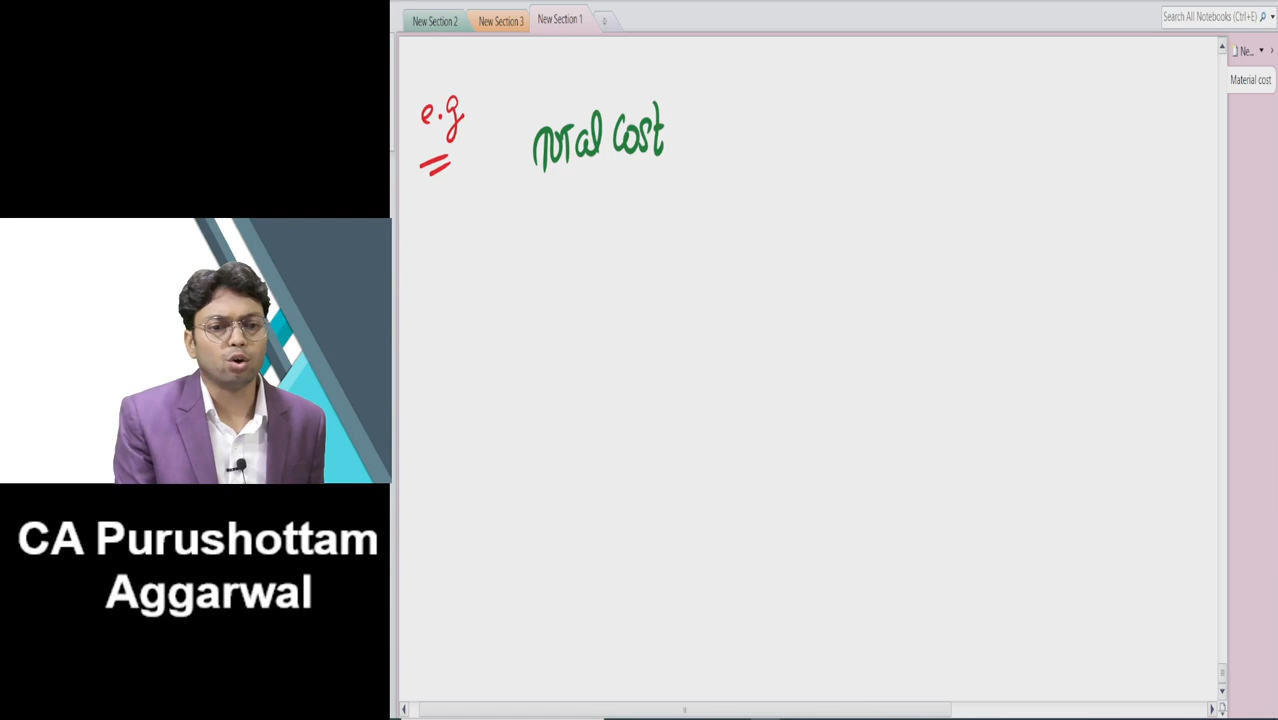 New Section 2
New Section 3
New Section 1
Search All Notebooks (Ctrl+E)
Ne...
Material cost
e.g
Total cost
CA Purushottam
Aggarwal